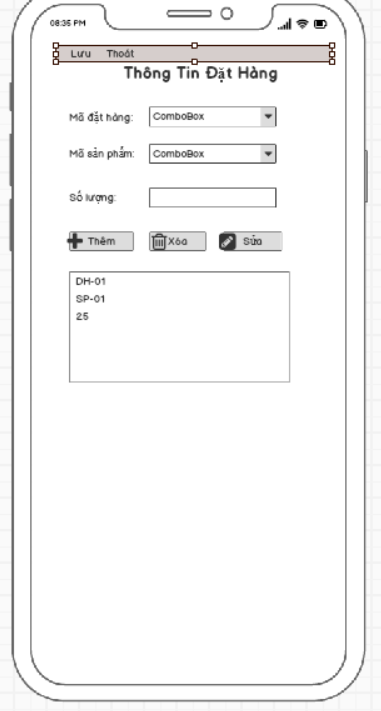 08:35 PM
Lưu Thoát
Thông Tin Đặt Hàng
Mã đặt hàng: ComboBox
Mã sản phẩm: ComboBox
Số lượng:
Thêm Xóa Sửa
DH-01
SP-01
25